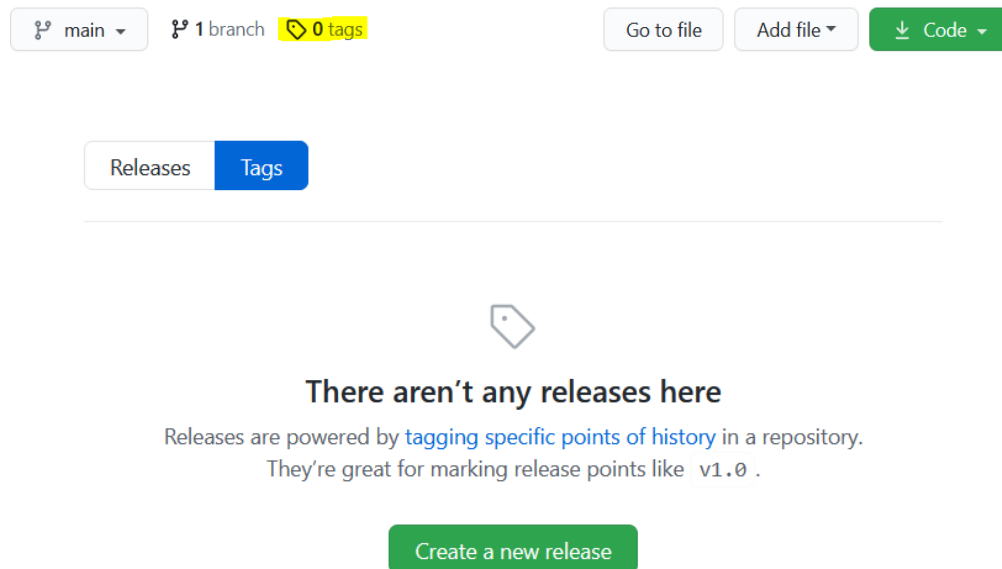 main 1 branch 0 tags Go to file Add file Code
Releases Tags
There aren’t any releases here
Releases are powered by tagging specific points of history in a repository.
They’re great for marking release points like v1.0 .
Create a new release